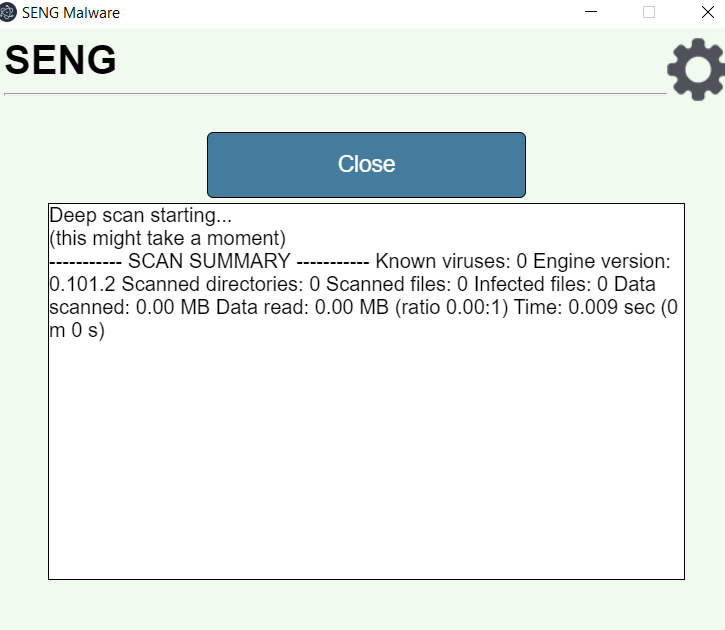 SENG Malware
SENG
Close
Deep scan starting...
(this might take a moment)
----------- SCAN SUMMARY ----------- Known viruses: 0 Engine version:
0.101.2 Scanned directories: 0 Scanned files: 0 Infected files: 0 Data
scanned: 0.00 MB Data read: 0.00 MB (ratio 0.00:1) Time: 0.009 sec (0
m 0 s)